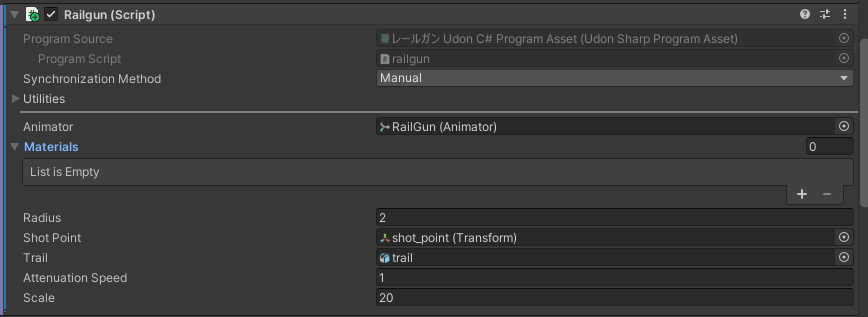 Railgun (Script)
Program Source レールガン Udon C# Program Asset (Udon Sharp Program Asset)
Program Script railgun
Synchronization Method Manual
Utilities
Animator RailGun (Animator)
Materials 0
List is Empty
+ −
Radius 2
Shot Point shot_point (Transform)
Trail trail
Attenuation Speed 1
Scale 20